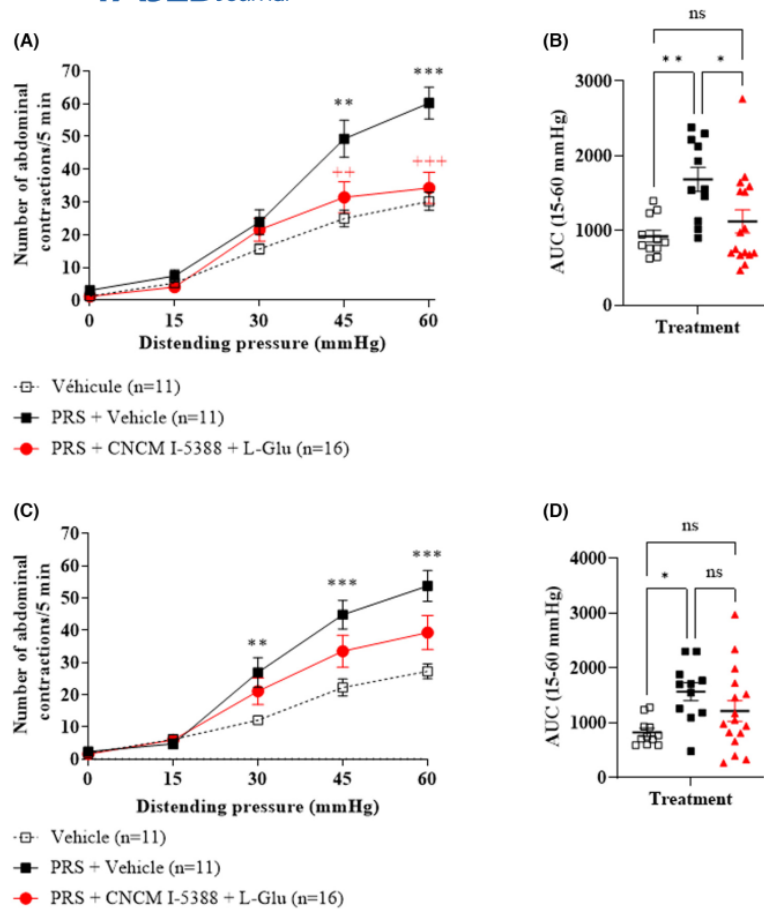 Journal
(A)
70
60
50
40
30
20
10
0
Number of abdominal
contractions/5 min
**
***
++
+++
0 15 30 45 60
Distending pressure (mmHg)
(B)
ns
** *
3000
2000
1000
0
AUC (15-60 mmHg)
Treatment
Véhicule (n=11)
PRS + Vehicle (n=11)
PRS + CNCM I-5388 + L-Glu (n=16)
(C)
70
60
50
40
30
20
10
0
Number of abdominal
contractions/5 min
**
***
***
0 15 30 45 60
Distending pressure (mmHg)
(D)
ns
* ns
4000
3000
2000
1000
0
AUC (15-60 mmHg)
Treatment
Vehicle (n=11)
PRS + Vehicle (n=11)
PRS + CNCM I-5388 + L-Glu (n=16)